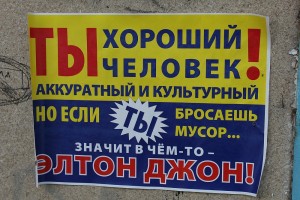 ТЫ ХОРОШИЙ
ЧЕЛОВЕК!
АККУРАТНЫЙ И КУЛЬТУРНЫЙ
НО ЕСЛИ ТЫ БРОСАЕШЬ
МУСОР...
ЗНАЧИТ В ЧЁМ-ТО –
ЭЛТОН ДЖОН!